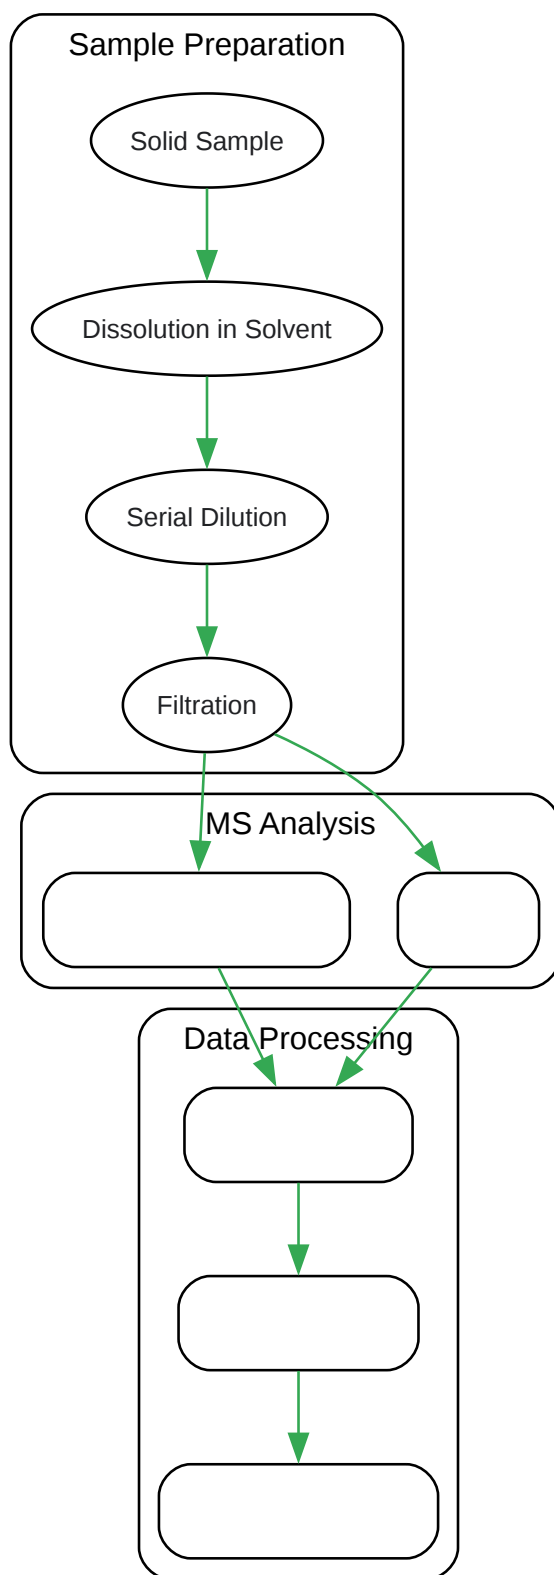 Sample Preparation
Solid Sample
Dissolution in Solvent
Serial Dilution
Filtration
MS Analysis
Data Processing